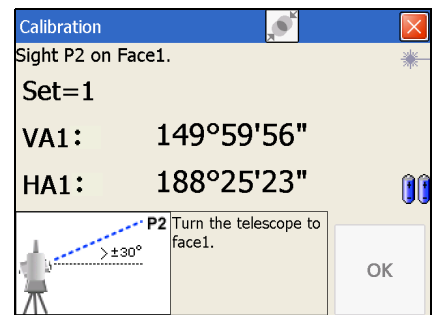 Calibration
Sight P2 on Face1.
Set=1
VA1: 149°59'56"
HA1: 188°25'23"
P2
>±30°
Turn the telescope to
face1.
OK